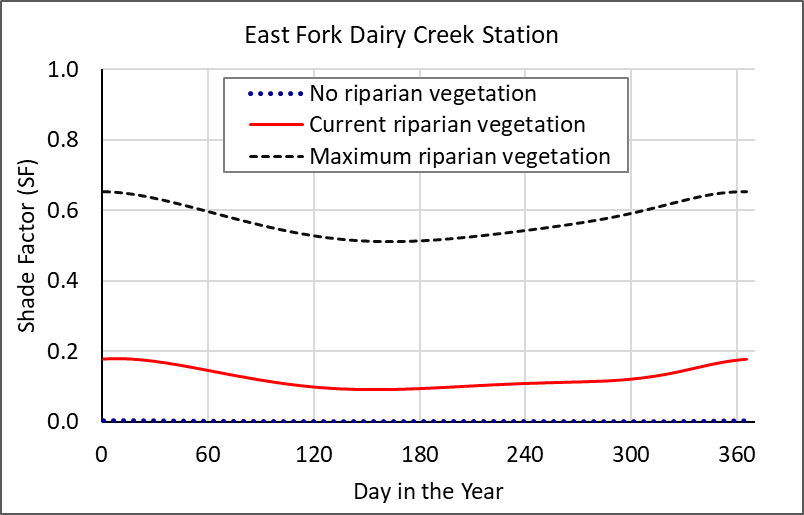 East Fork Dairy Creek Station
1.0
No riparian vegetation
Current riparian vegetation
0.8
Maximum riparian vegetation
0.6
Shade Factor (SF)
0.4
0.2
0.0
0 60 120 180 240 300 360
Day in the Year